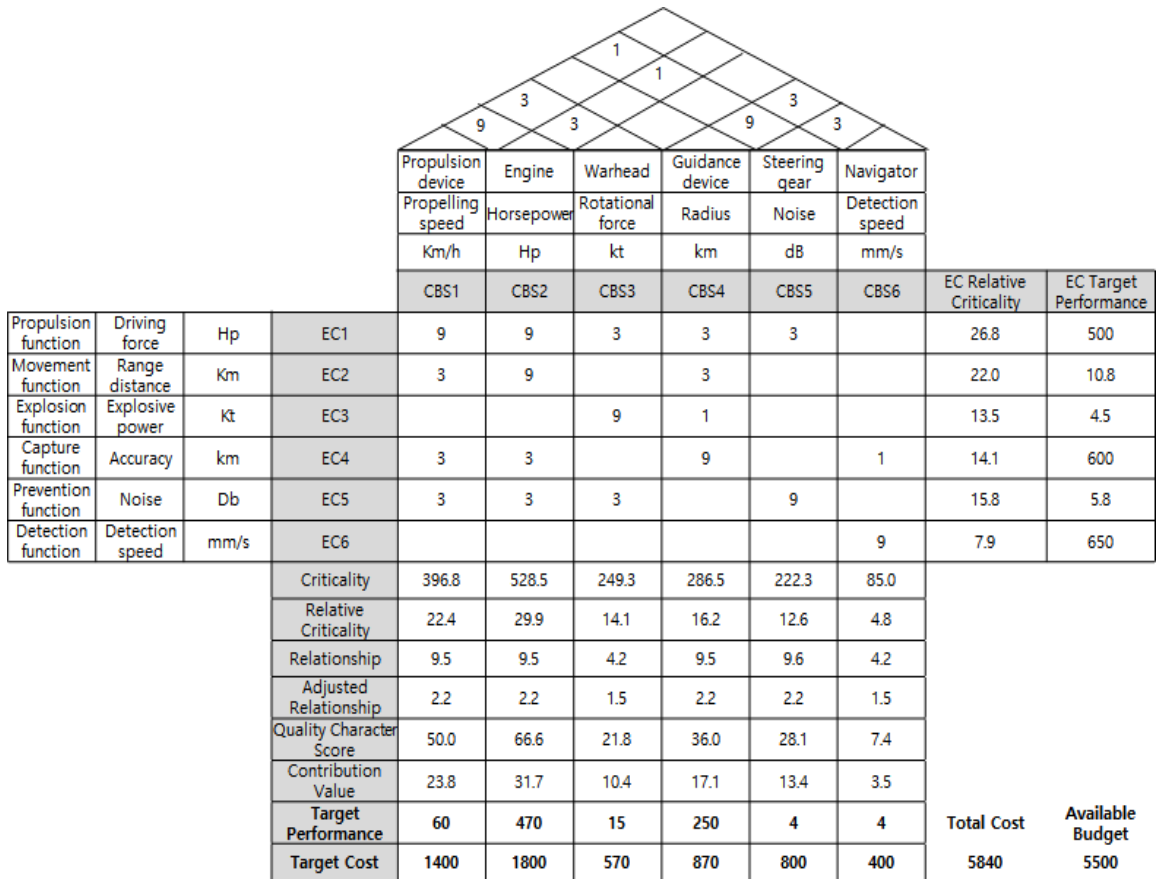 1
1
3
3
9
3
9
3
Propulsion device
Engine
Warhead
Guidance device
Steering gear
Navigator
Propelling speed
Horsepower
Rotational force
Radius
Noise
Detection speed
Km/h
Hp
kt
km
dB
mm/s
CBS1 CBS2 CBS3 CBS4 CBS5 CBS6 EC Relative Criticality EC Target Performance
Propulsion function Driving force Hp EC1 9 9 3 3 3 26.8 500
Movement function Range distance Km EC2 3 9 3 22.0 10.8
Explosion function Explosive power Kt EC3 9 1 13.5 4.5
Capture function Accuracy km EC4 3 3 9 1 14.1 600
Prevention function Noise Db EC5 3 3 3 9 15.8 5.8
Detection function Detection speed mm/s EC6 9 7.9 650
Criticality 396.8 528.5 249.3 286.5 222.3 85.0
Relative Criticality 22.4 29.9 14.1 16.2 12.6 4.8
Relationship 9.5 9.5 4.2 9.5 9.6 4.2
Adjusted Relationship 2.2 2.2 1.5 2.2 2.2 1.5
Quality Character Score 50.0 66.6 21.8 36.0 28.1 7.4
Contribution Value 23.8 31.7 10.4 17.1 13.4 3.5
Target Performance 60 470 15 250 4 4 Total Cost Available Budget
Target Cost 1400 1800 570 870 800 400 5840 5500